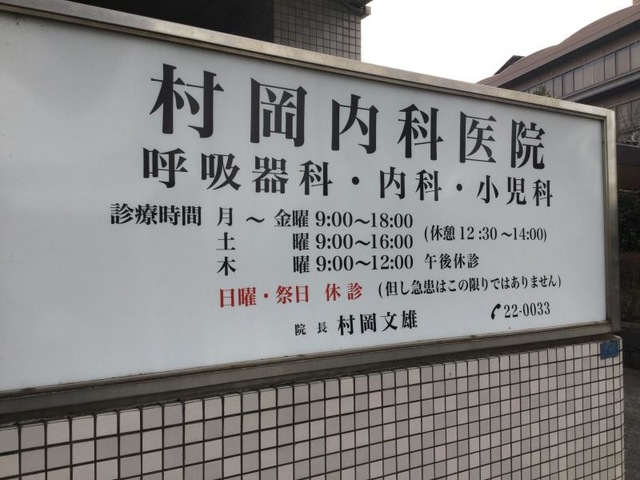 村岡内科医院
呼吸器科・内科・小児科
診療時間 月 〜 金曜 9:00〜18:00
土 曜 9:00〜16:00 (休憩12:30〜14:00)
木 曜 9:00〜12:00 午後休診
日曜・祭日 休診 (但し急患はこの限りではありません)
院長 村岡文雄 22-0033